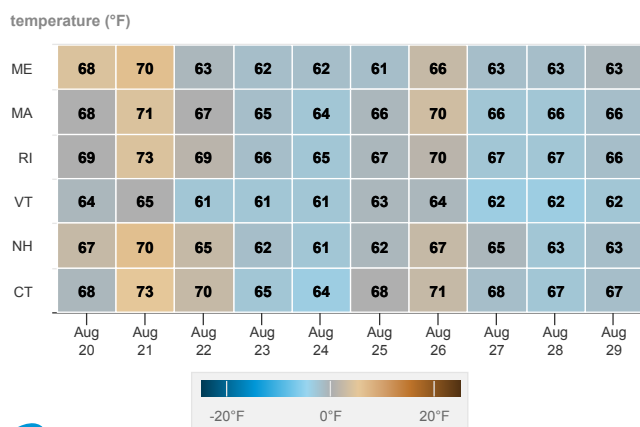 temperature (°F)
ME 68 70 63 62 62 61 66 63 63 63
MA 68 71 67 65 64 66 70 66 66 66
RI 69 73 69 66 65 67 70 67 67 66
VT 64 65 61 61 61 63 64 62 62 62
NH 67 70 65 62 61 62 67 65 63 63
CT 68 73 70 65 64 68 71 68 67 67
Aug Aug Aug Aug Aug Aug Aug Aug Aug Aug
20 21 22 23 24 25 26 27 28 29
-20°F 0°F 20°F